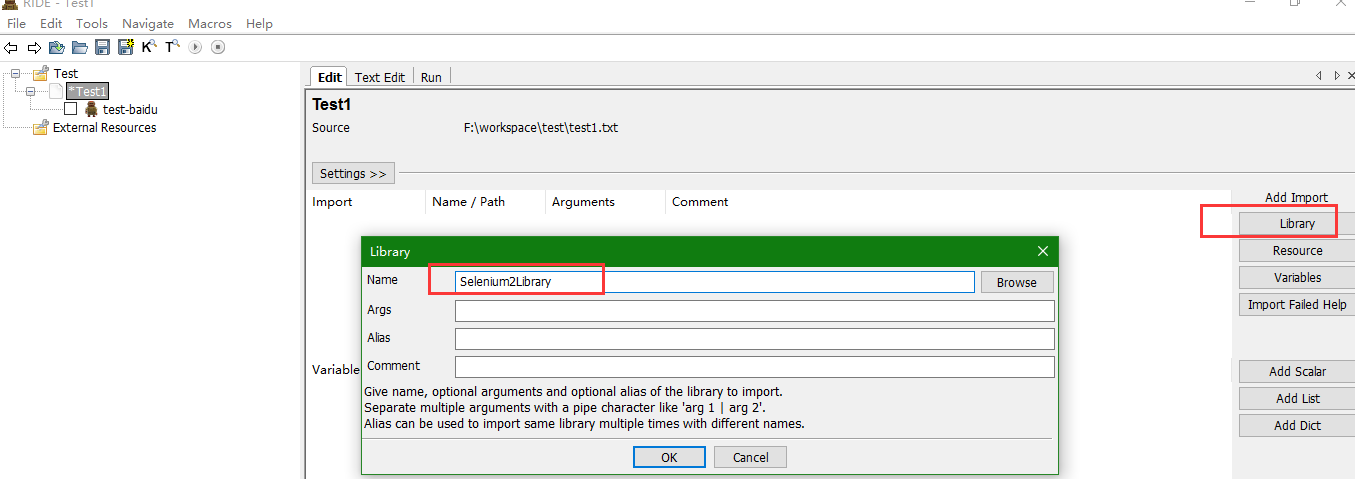 RIDE - Test1
File Edit Tools Navigate Macros Help
K T
Test
*Test1
test-baidu
External Resources
Edit Text Edit Run
Test1
Source F:\workspace\test\test1.txt
Settings >>
Import Name / Path Arguments Comment
Add Import
Library
Resource
Variables
Import Failed Help
Library
Name Selenium2Library Browse
Args
Alias
Comment
Give name, optional arguments and optional alias of the library to import.
Separate multiple arguments with a pipe character like 'arg 1 | arg 2'.
Alias can be used to import same library multiple times with different names.
OK Cancel
Variable
Add Scalar
Add List
Add Dict